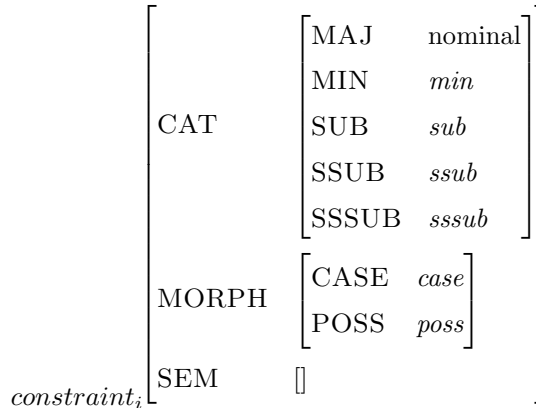 MAJ nominal
MIN min
CAT SUB sub
SSUB ssub
SSSUB sssub
MORPH CASE case
POSS poss
SEM []
constraint_i